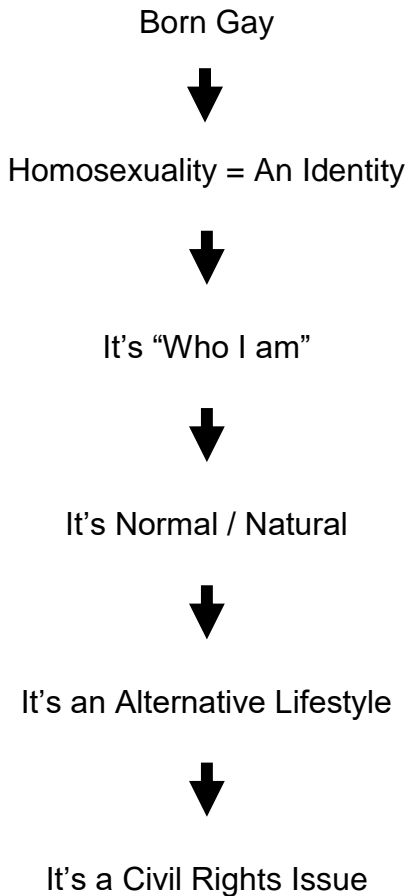 Born Gay
Homosexuality = An Identity
It’s “Who I am”
It’s Normal / Natural
It’s an Alternative Lifestyle
It’s a Civil Rights Issue